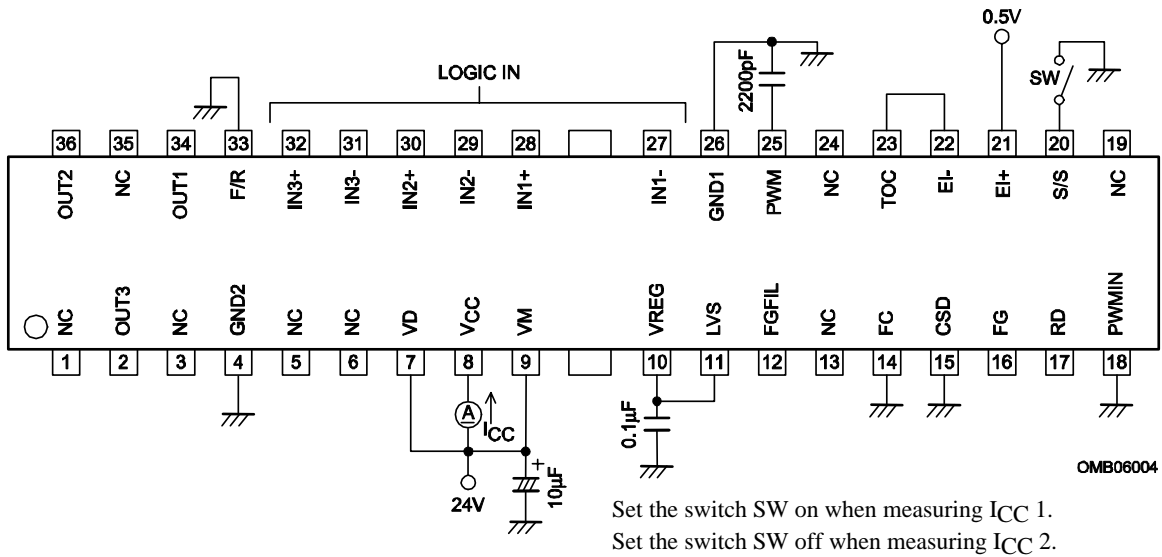 0.5V
LOGIC IN
2200pF
SW
36 35 34 33 32 31 30 29 28 27 26 25 24 23 22 21 20 19
OUT2 NC OUT1 F/R IN3+ IN3- IN2+ IN2- IN1+ IN1- GND1 PWM NC TOC EI- EI+ S/S NC
NC OUT3 NC GND2 NC NC VD VCC VM VREG LVS FGFIL NC FC CSD FG RD PWMIN
1 2 3 4 5 6 7 8 9 10 11 12 13 14 15 16 17 18
A
ICC
0.1µF
+
10µF
24V
OMB06004
Set the switch SW on when measuring ICC 1.
Set the switch SW off when measuring ICC 2.